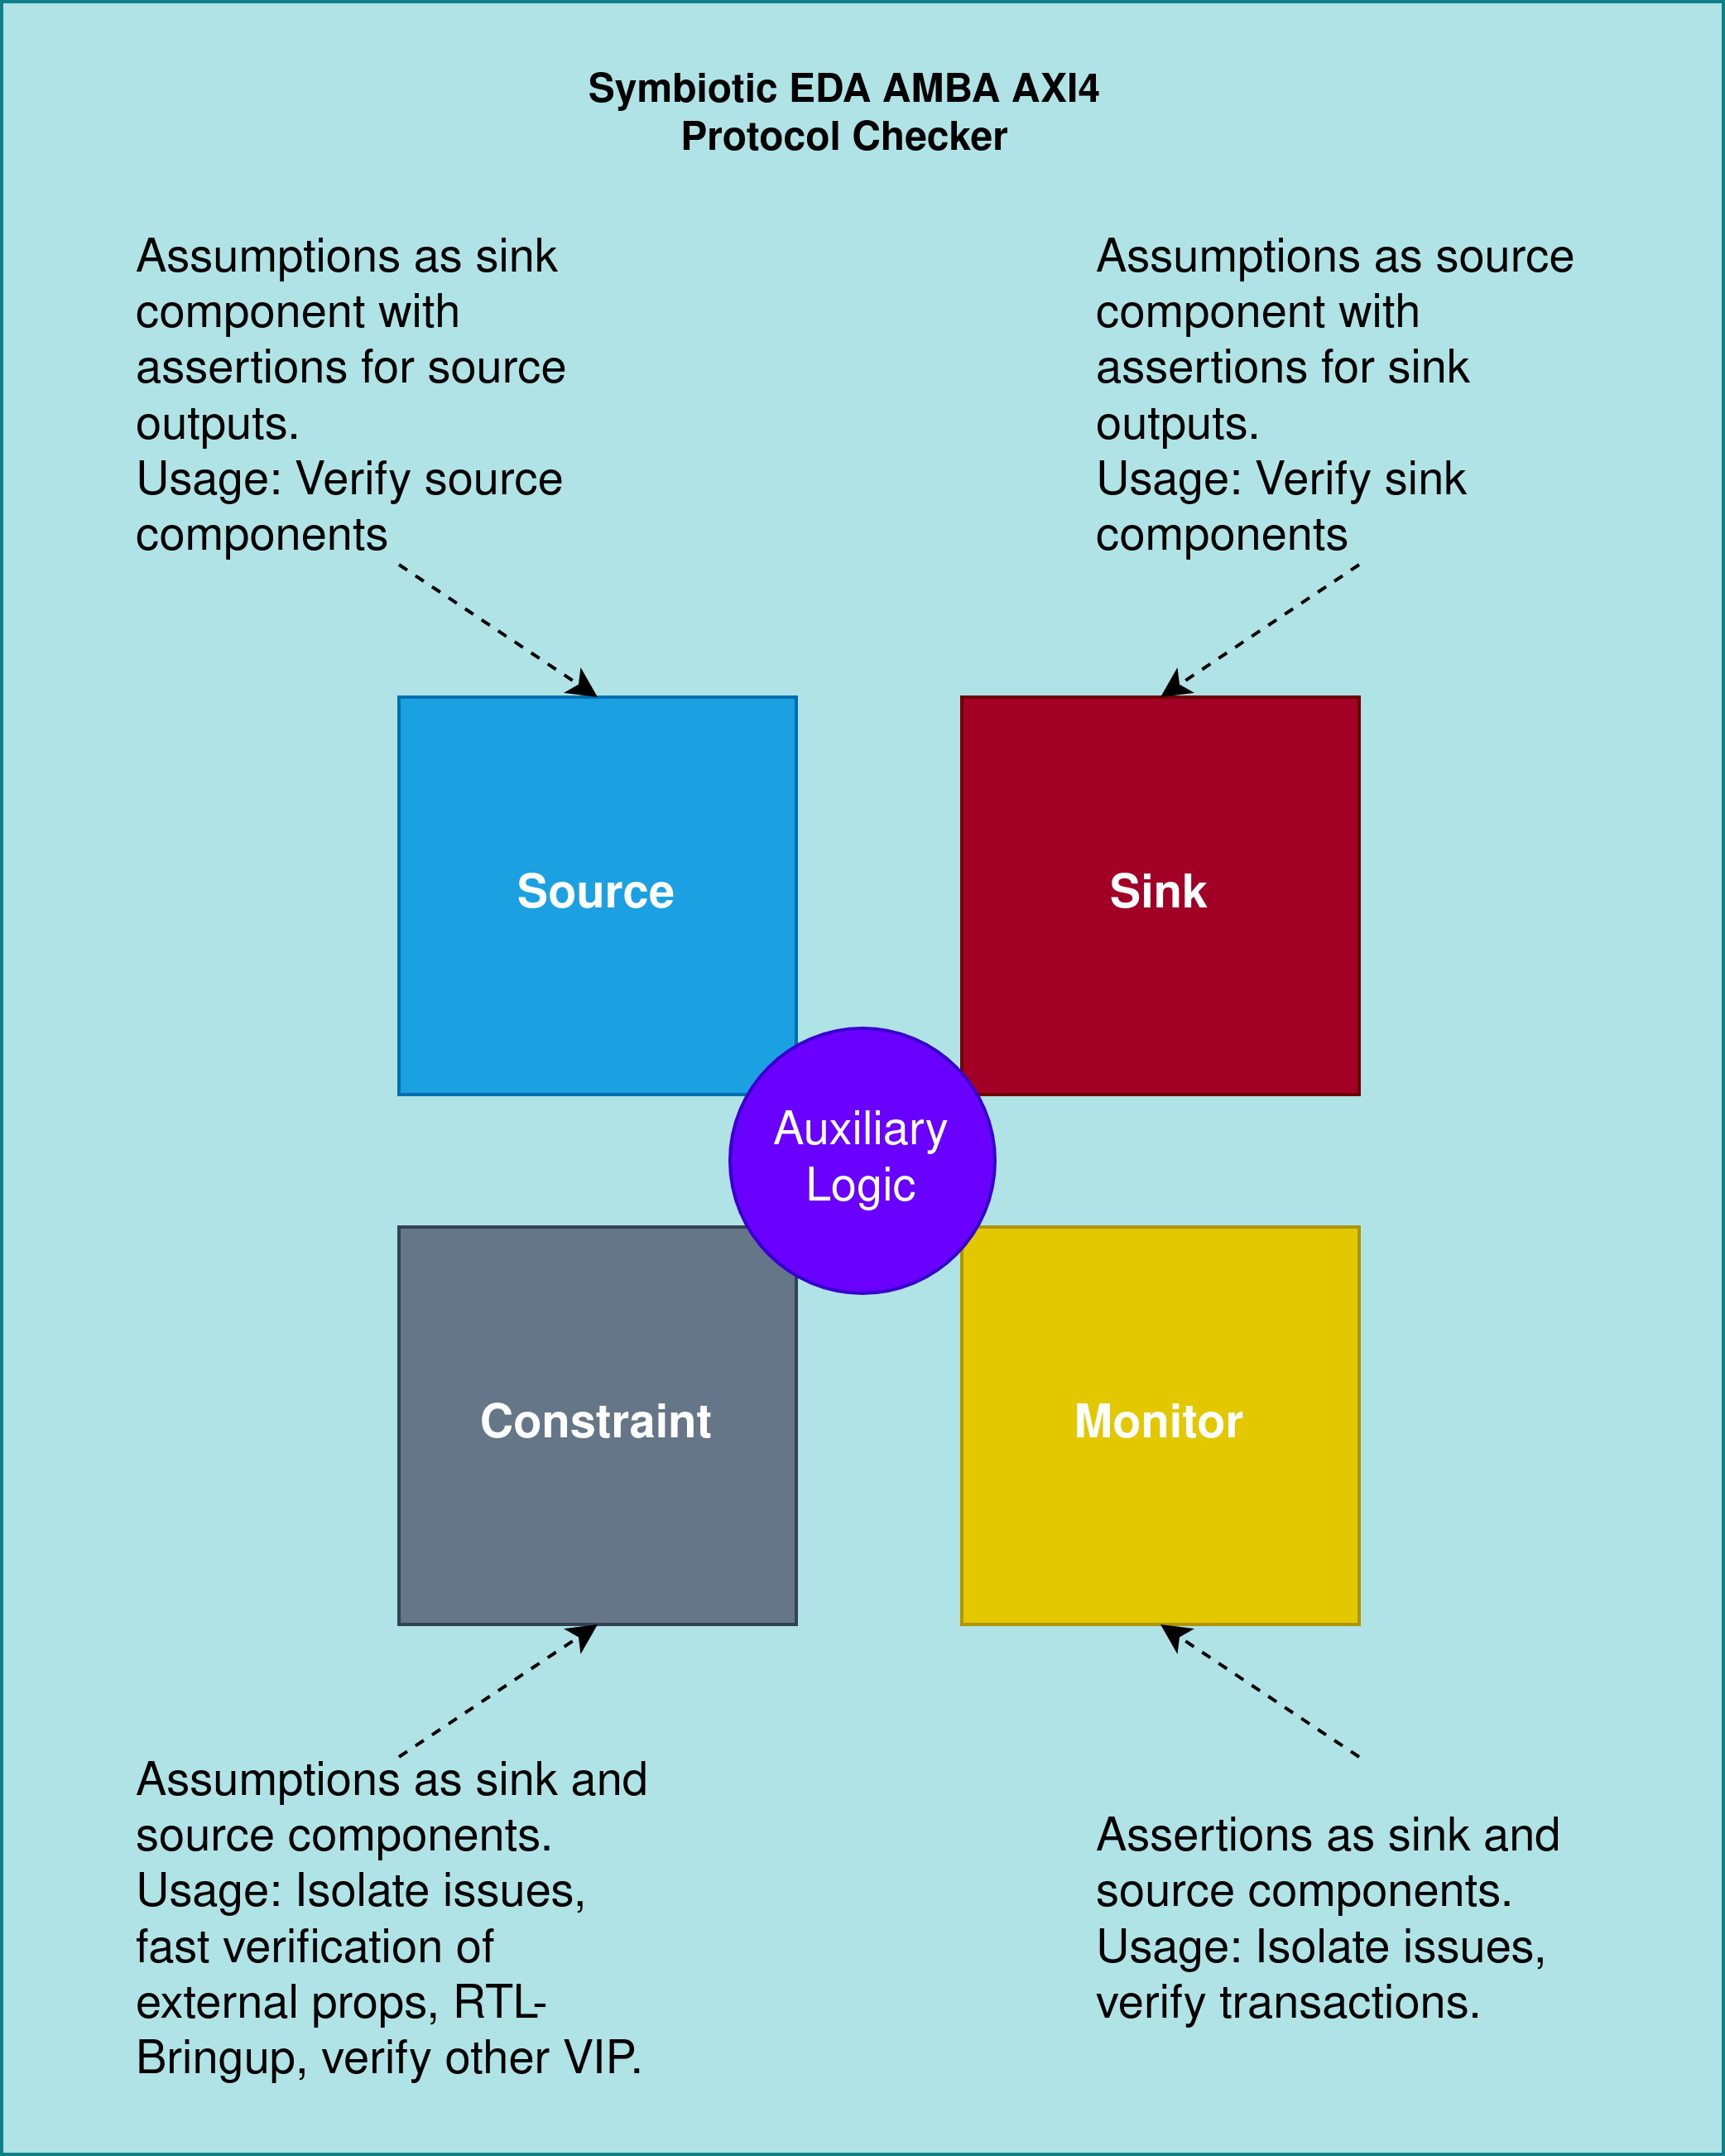 Symbiotic EDA AMBA AXI4
Protocol Checker
Assumptions as sink
component with
assertions for source
outputs.
Usage: Verify source
components
Assumptions as source
component with
assertions for sink
outputs.
Usage: Verify sink
components
Source
Sink
Auxiliary
Logic
Constraint
Monitor
Assumptions as sink and
source components.
Usage: Isolate issues,
fast verification of
external props, RTL-
Bringup, verify other VIP.
Assertions as sink and
source components.
Usage: Isolate issues,
verify transactions.